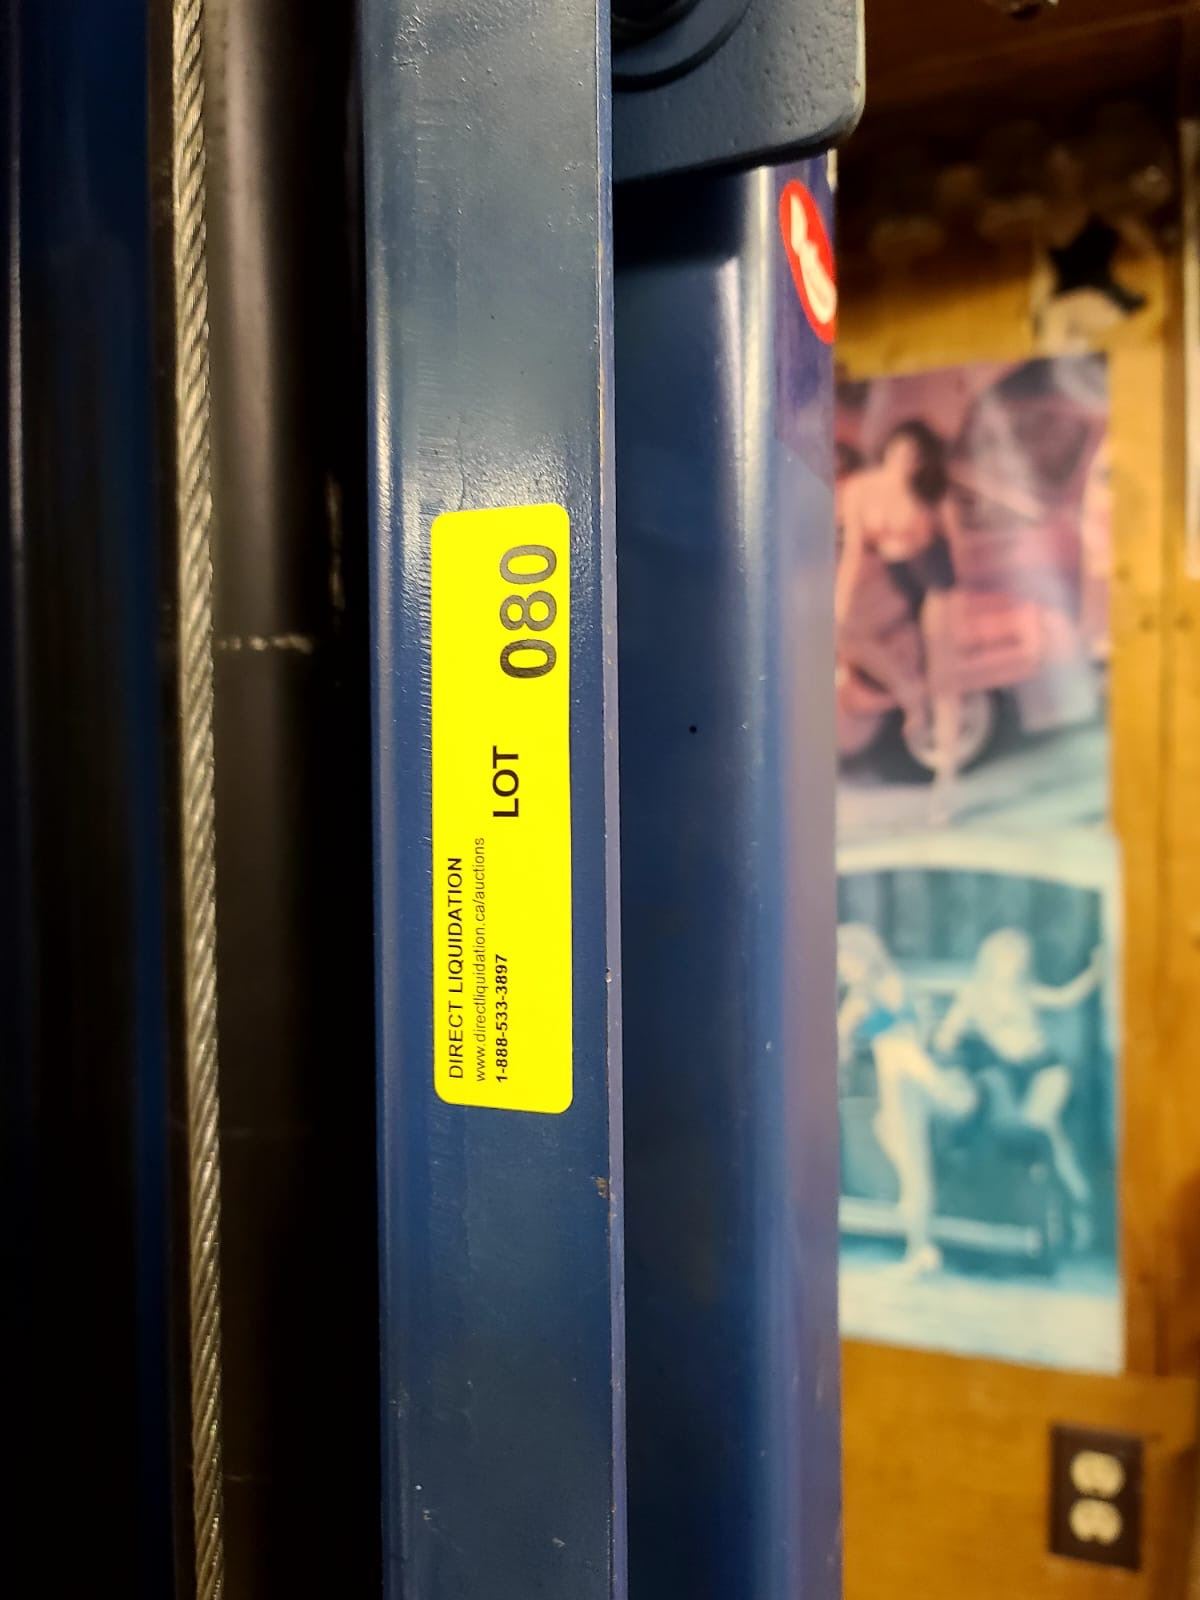 DIRECT LIQUIDATION
www.directliquidation.ca/auctions
1-888-533-3897
LOT 080